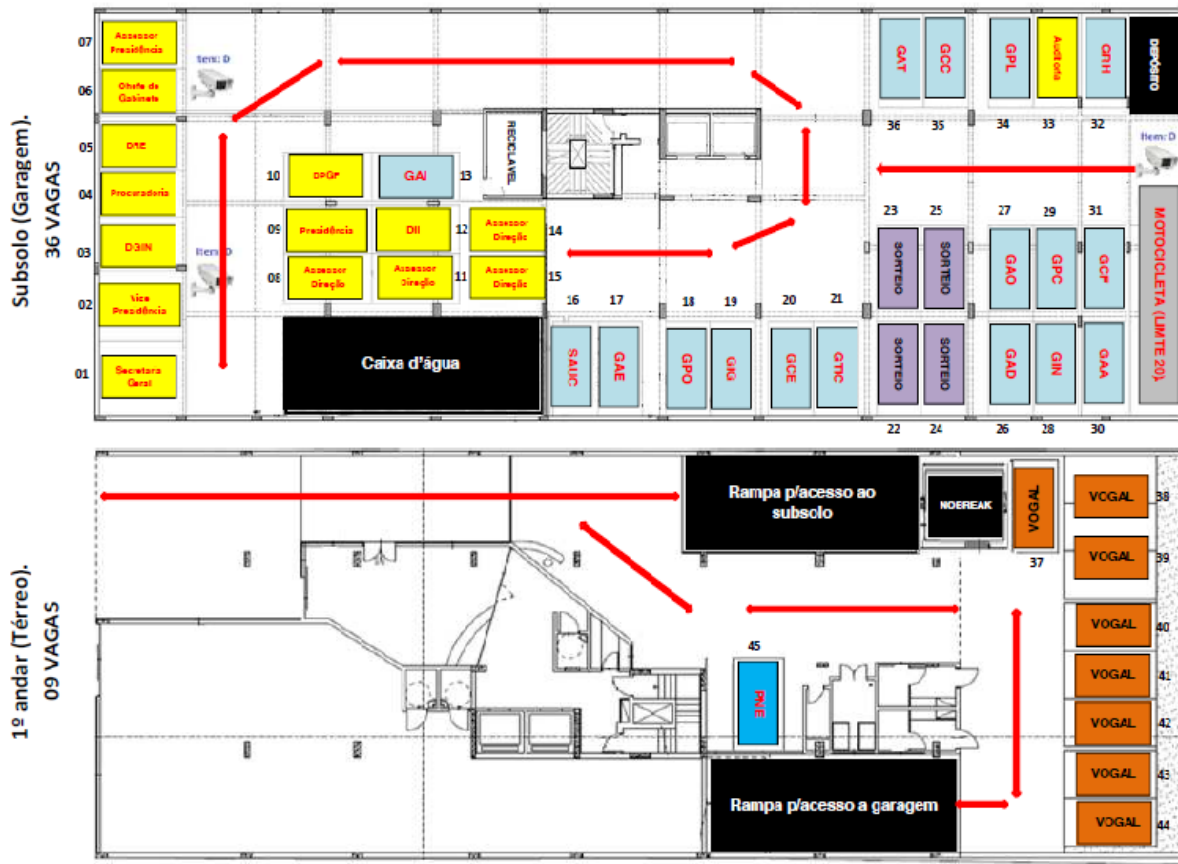 Subsolo (Garagem).
36 VAGAS
07
Assessor
Presidência
06
Chefe de
Gabinete
05
DRE
04
Procuradoria
03
02
Vice
Presidência
01
Secretaria
Geral
Item: D
Item: D
10
GAI
13
09
Presidência
12
Assessor
Direção
14
08
Assessor
Direção
Assessor
Direção
11
Assessor
Direção
15
RECICLAVEL
Caixa d'água
16
17
18
19
20
21
SAUC
GAE
GPO
GCE
GTIC
GAT
GCC
GPL
Auditoria
GRH
DEPÓSITO
36
35
34
33
32
Item: D
23
25
27
29
31
SORTEIO
SORTEIO
GAO
GPC
GCF
SORTEIO
SORTEIO
GAD
GIN
GAA
22
24
26
28
30
MOTOCICLETA (LIMTE 20).
1º andar (Térreo).
09 VAGAS
Rampa p/acesso ao
subsolo
NOBREAK
VOGAL
37
VOGAL
38
VOGAL
39
VOGAL
40
VOGAL
41
VOGAL
42
VOGAL
43
VOGAL
44
45
PNE
Rampa p/acesso a garagem